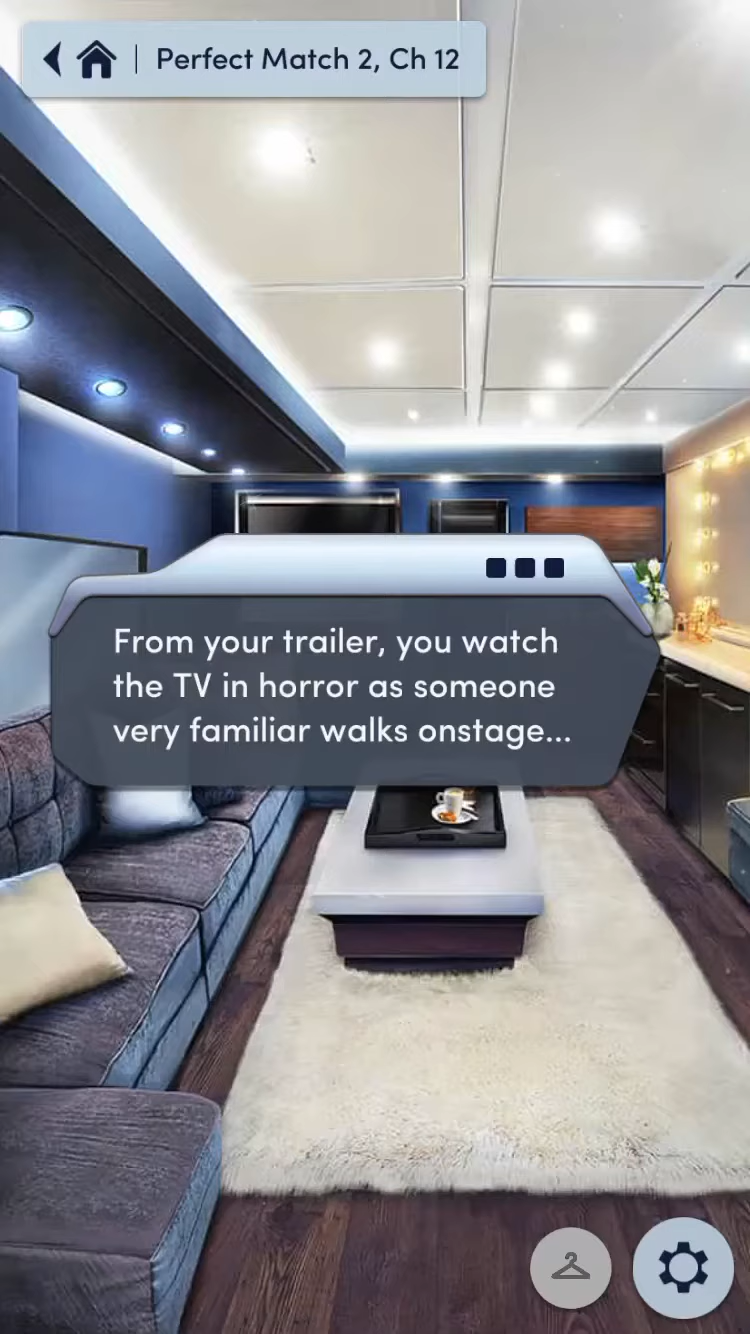 Perfect Match 2, Ch 12
From your trailer, you watch
the TV in horror as someone
very familiar walks onstage...